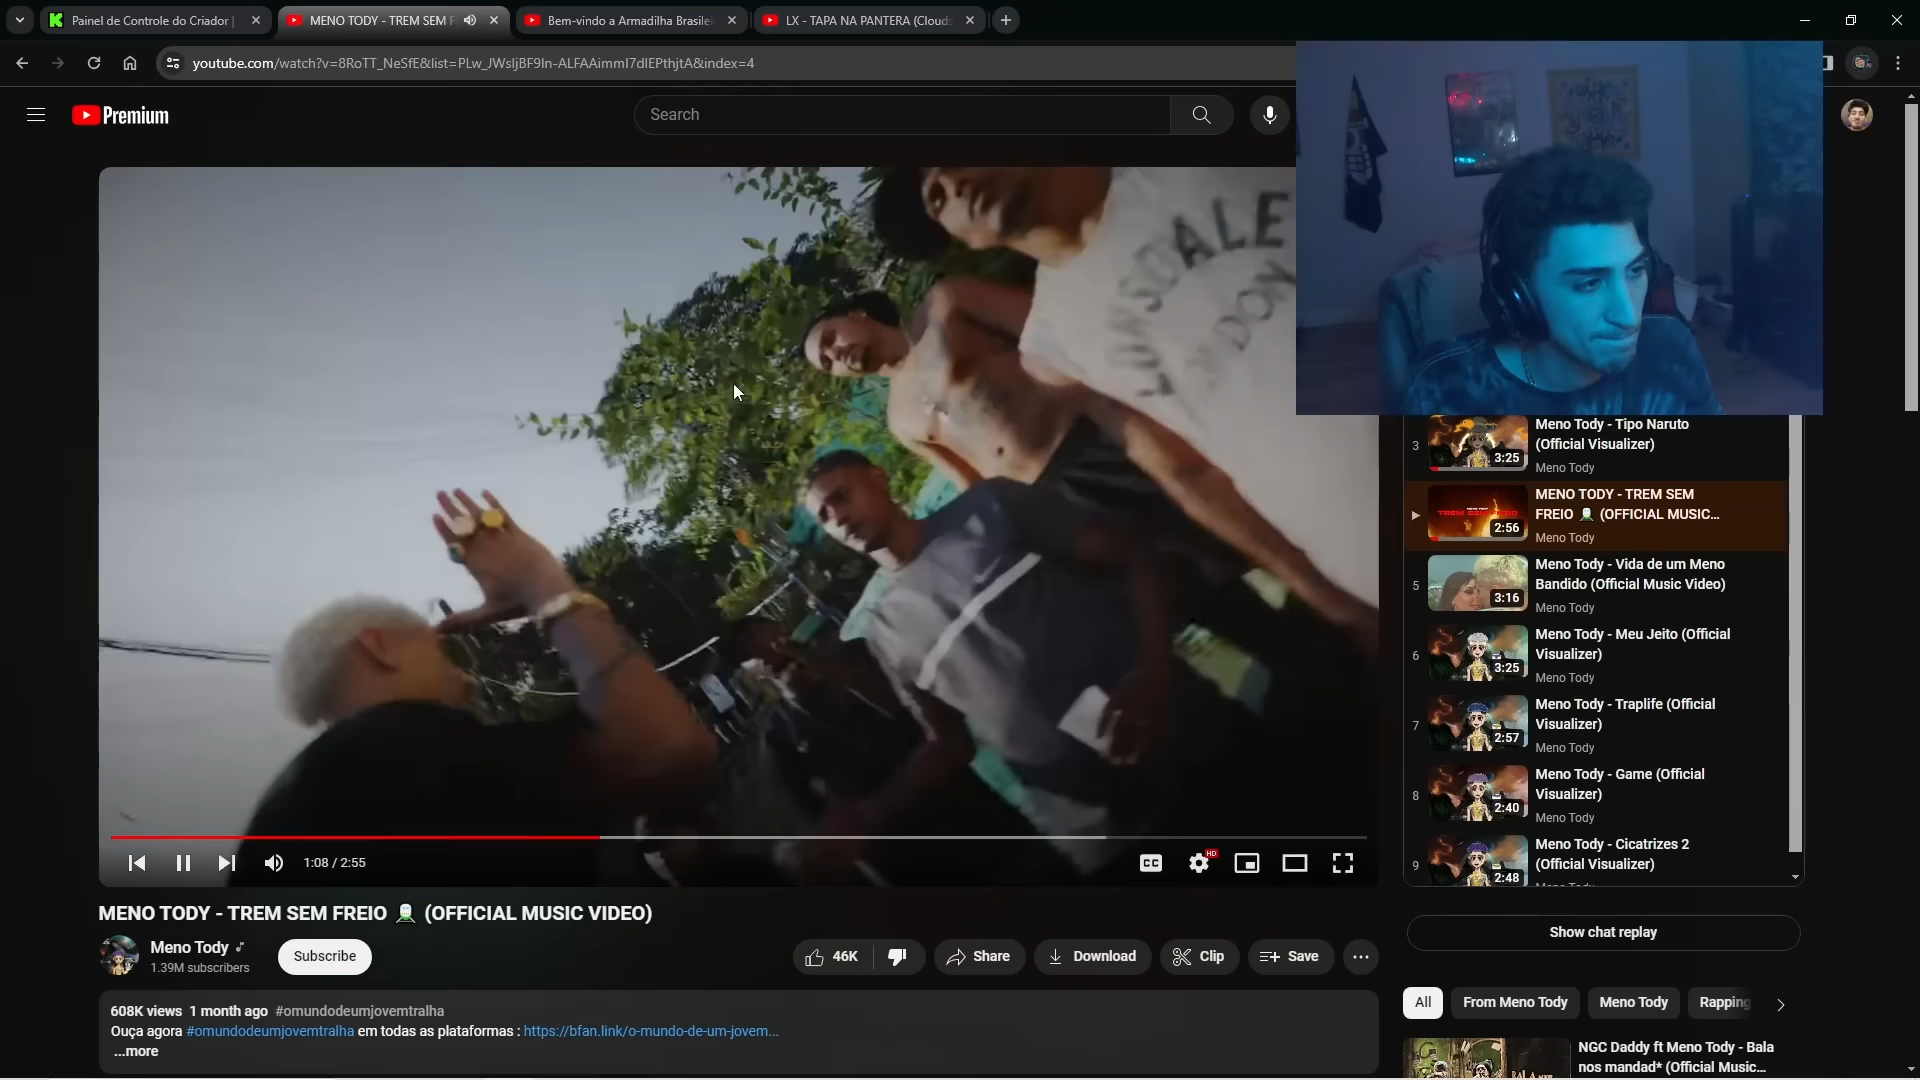 Painel de Controle do Criador |
MENO TODY - TREM SEM F
Bem-vindo a Armadilha Brasilei
LX - TAPA NA PANTERA (Clouds
youtube.com/watch?v=8RoTT_NeSfE&list=PLw_JWsljBF9In-ALFAAimmI7dIEPthjtA&index=4
Premium
Search
3
Meno Tody - Tipo Naruto
(Official Visualizer)
3:25
Meno Tody
MENO TODY - TREM SEM
FREIO (OFFICIAL MUSIC...
2:56
Meno Tody
5
Meno Tody - Vida de um Meno
Bandido (Official Music Video)
3:16
Meno Tody
6
Meno Tody - Meu Jeito (Official
Visualizer)
3:25
Meno Tody
7
Meno Tody - Traplife (Official
Visualizer)
2:57
Meno Tody
8
Meno Tody - Game (Official
Visualizer)
2:40
Meno Tody
9
Meno Tody - Cicatrizes 2
(Official Visualizer)
2:48
1:08 / 2:55
CC
HD
MENO TODY - TREM SEM FREIO (OFFICIAL MUSIC VIDEO)
Meno Tody
1.39M subscribers
Subscribe
46K
Share
Download
Clip
Save
Show chat replay
608K views 1 month ago #omundodeumjovemtralha
Ouça agora #omundodeumjovemtralha em todas as plataformas : https://bfan.link/o-mundo-de-um-jovem...
...more
All
From Meno Tody
Meno Tody
Rapping
NGC Daddy ft Meno Tody - Bala
nos mandad* (Official Music...